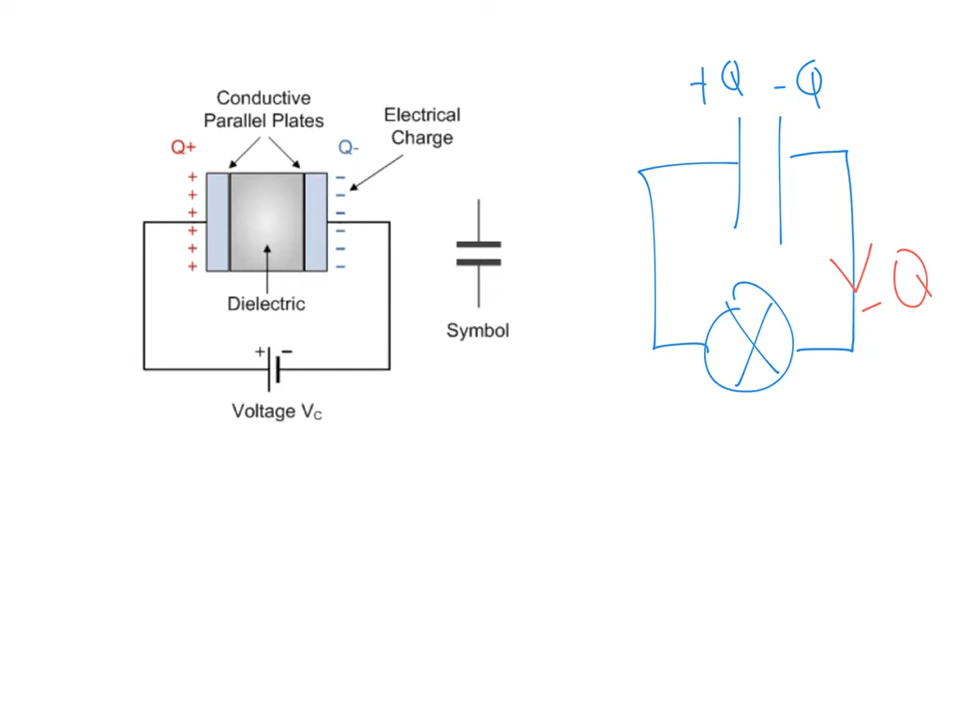 Conductive
Parallel Plates
Electrical
Charge
Q+
Q-
+
+
+
+
+
+
−
−
−
−
−
−
Dielectric
Symbol
+ −
Voltage VC
+Q -Q
-Q